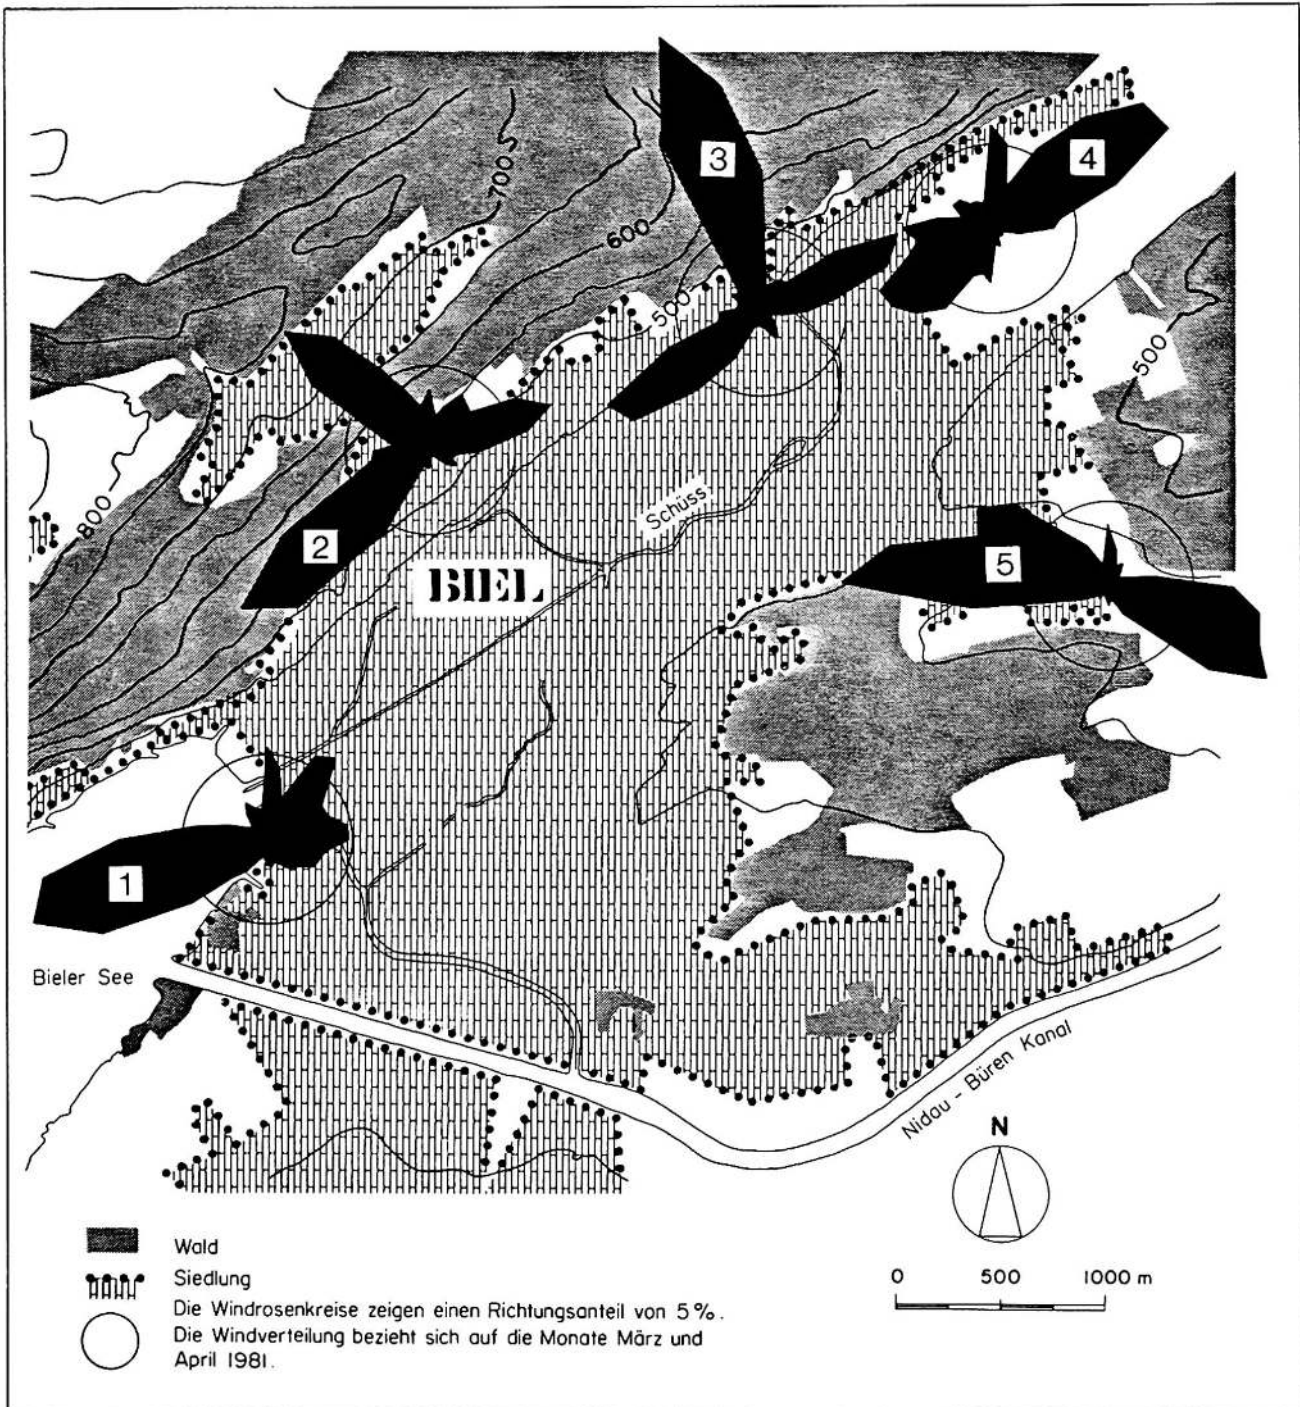 3
4
700
600
500
500
800
2
5
Schüss
BIEL
1
Bieler See
Nidau - Büren Kanal
N
Wald
Siedlung
0 500 1000 m
Die Windrosenkreise zeigen einen Richtungsanteil von 5%.
Die Windverteilung bezieht sich auf die Monate März und
April 1981.